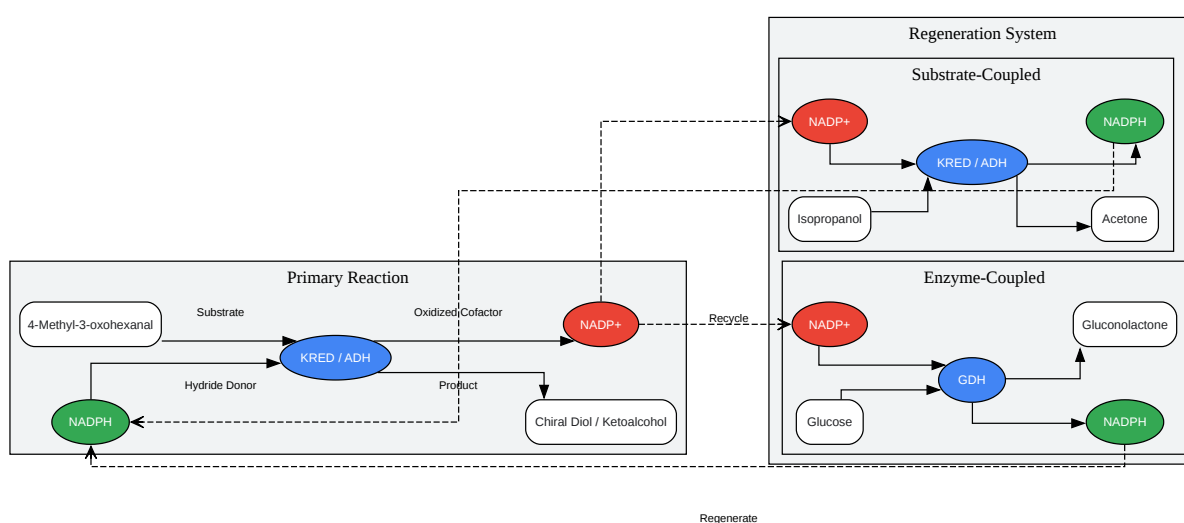 Regeneration System
Substrate-Coupled
NADP+
NADPH
KRED / ADH
Isopropanol
Acetone
Primary Reaction
4-Methyl-3-oxohexanal
Substrate
Oxidized Cofactor
NADP+
KRED / ADH
Hydride Donor
Product
NADPH
Chiral Diol / Ketoalcohol
Recycle
Enzyme-Coupled
NADP+
Gluconolactone
GDH
Glucose
NADPH
Regenerate